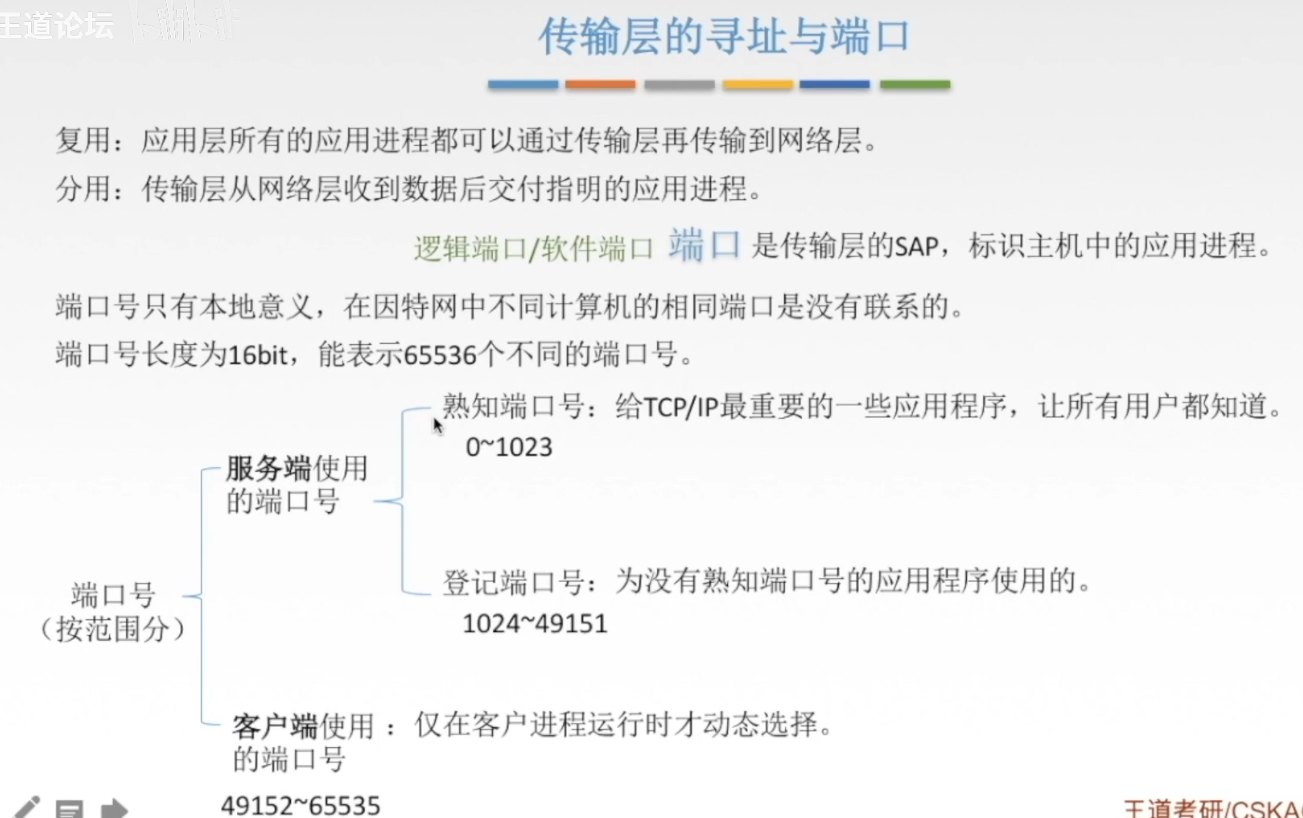 王道论坛
传输层的寻址与端口
复用：应用层所有的应用进程都可以通过传输层再传输到网络层。
分用：传输层从网络层收到数据后交付指明的应用进程。
逻辑端口/软件端口 端口 是传输层的SAP，标识主机中的应用进程。
端口号只有本地意义，在因特网中不同计算机的相同端口是没有联系的。
端口号长度为16bit，能表示65536个不同的端口号。
熟知端口号：给TCP/IP最重要的一些应用程序，让所有用户都知道。
0~1023
服务端使用
的端口号
登记端口号：为没有熟知端口号的应用程序使用的。
1024~49151
端口号
（按范围分）
客户端使用：仅在客户进程运行时才动态选择。
的端口号
49152~65535
王道考研/CSKA